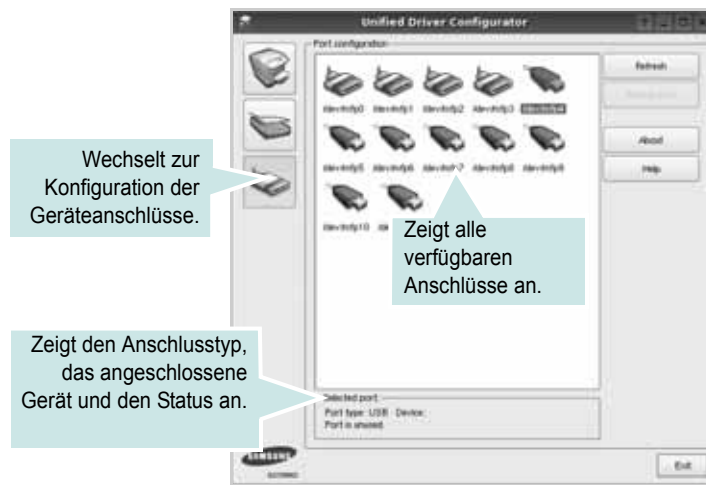 Unified Driver Configurator
Port configuration
Refresh
/dev/mfp0 /dev/mfp1 /dev/mfp2 /dev/mfp3 /dev/mfp4
About
Help
/dev/mfp5 /dev/mfp6 /dev/mfp7 /dev/mfp8 /dev/mfp9
/dev/mfp10
Wechselt zur
Konfiguration der
Geräteanschlüsse.
Zeigt alle
verfügbaren
Anschlüsse an.
Zeigt den Anschlusstyp,
das angeschlossene
Gerät und den Status an.
Selected port
Port type: USB Device:
Port is unused.
SAMSUNG
Exit